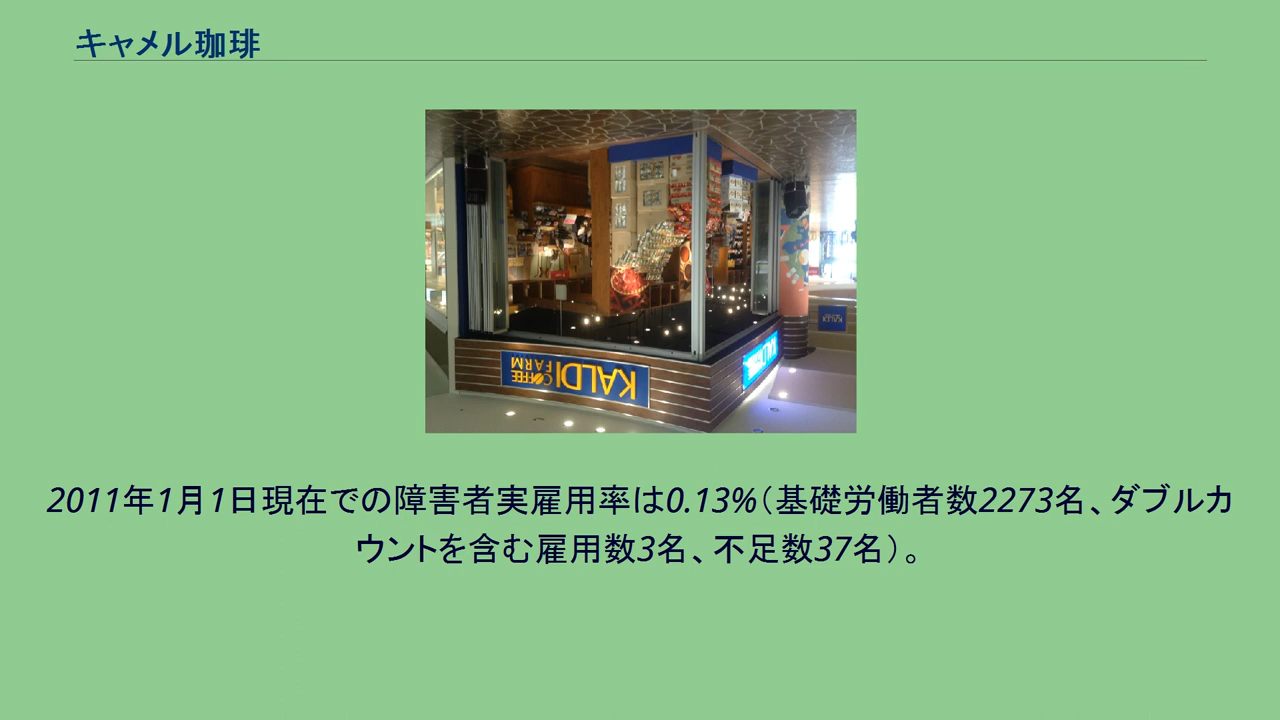 キャメル珈琲
KALDI
COFFEE
FARM
KALDI
KALDI
2011年1月1日現在での障害者実雇用率は0.13%（基礎労働者数2273名、ダブルカ
ウントを含む雇用数3名、不足数37名）。